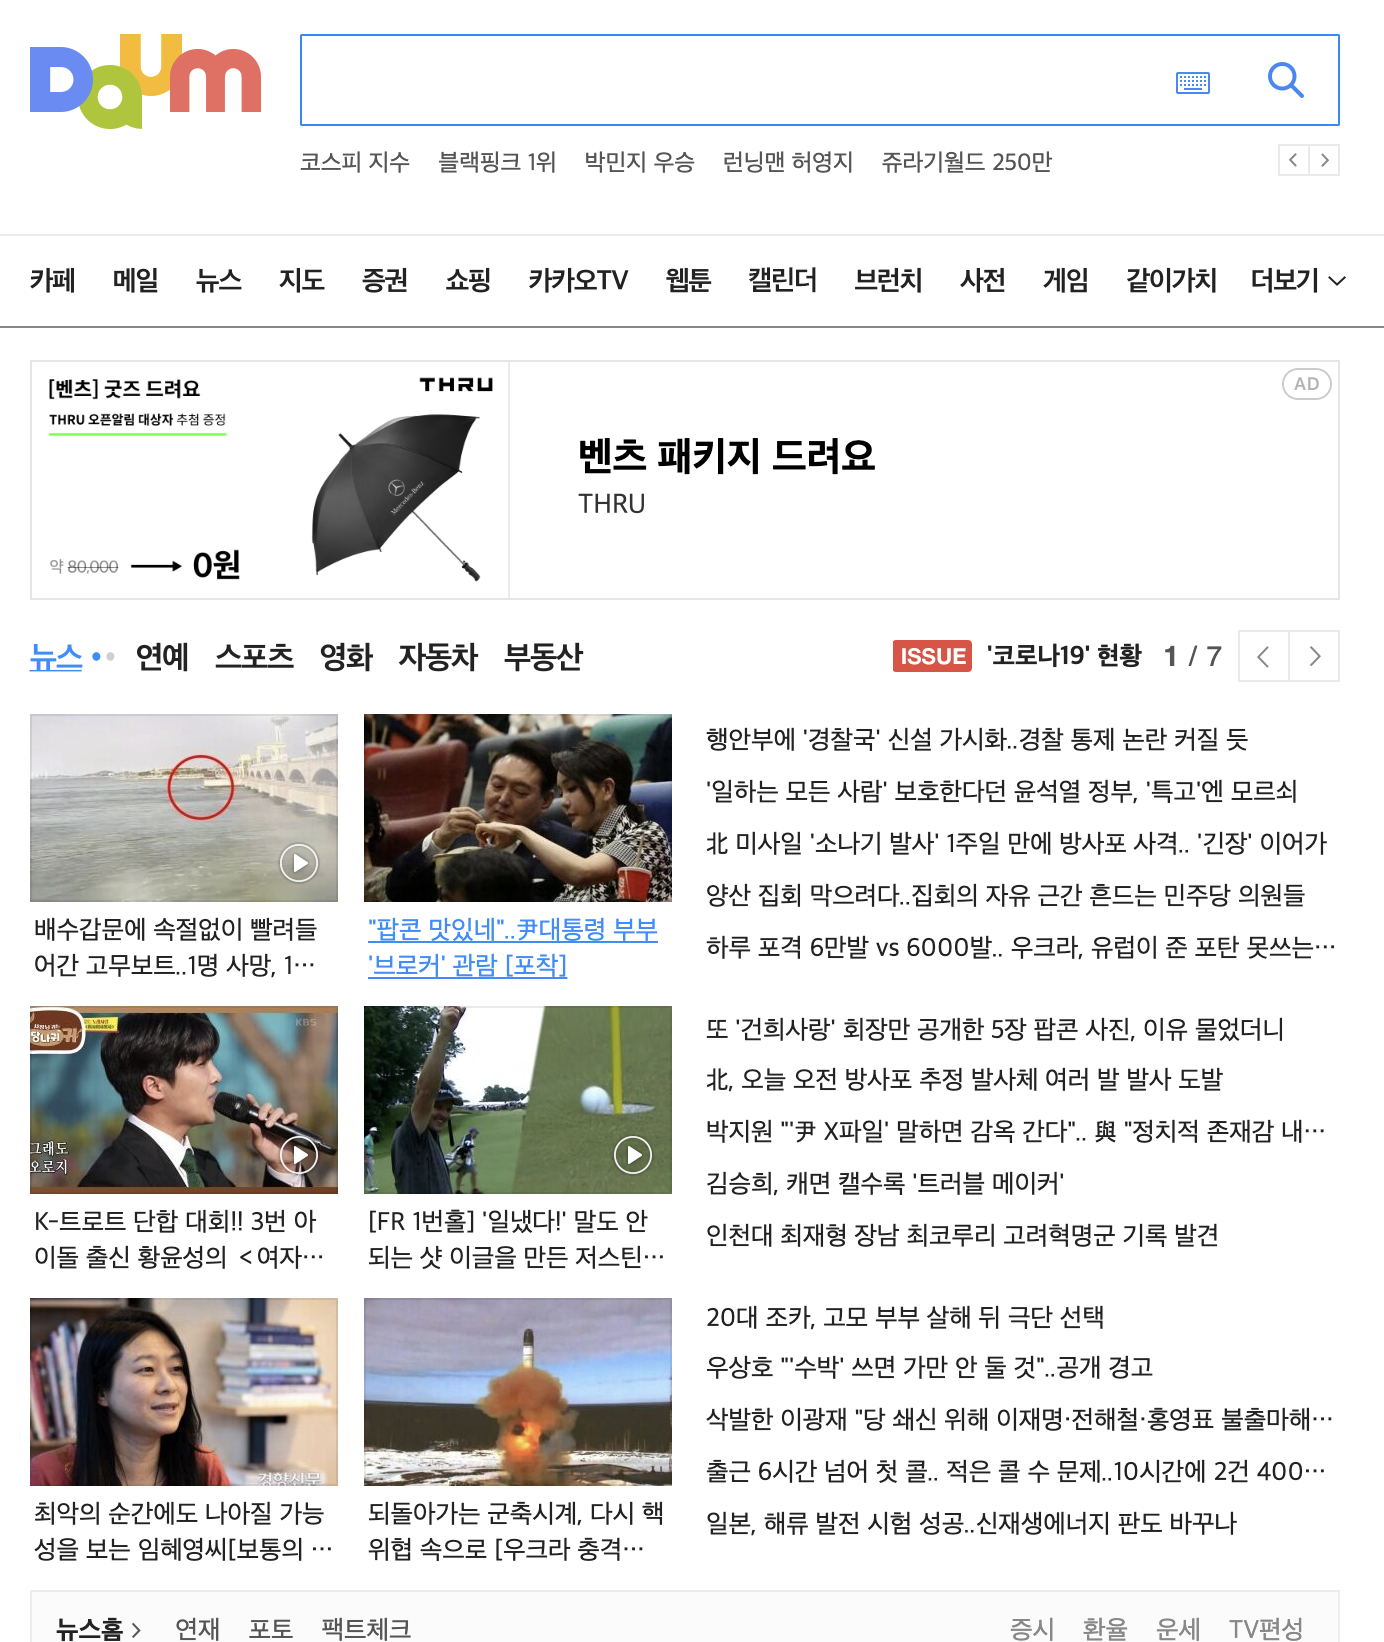 Daum
코스피 지수 블랙핑크 1위 박민지 우승 런닝맨 허영지 쥬라기월드 250만
카페 메일 뉴스 지도 증권 쇼핑 카카오TV 웹툰 캘린더 브런치 사전 게임 같이가치 더보기
[벤츠] 굿즈 드려요
THRU
THRU 오픈알림 대상자 추첨 증정
Mercedes-Benz
약 80,000 → 0원
AD
벤츠 패키지 드려요
THRU
뉴스 연예 스포츠 영화 자동차 부동산
ISSUE '코로나19' 현황 1 / 7
배수갑문에 속절없이 빨려들
어간 고무보트..1명 사망, 1…
"팝콘 맛있네"..尹대통령 부부
'브로커' 관람 [포착]
행안부에 '경찰국' 신설 가시화..경찰 통제 논란 커질 듯
'일하는 모든 사람' 보호한다던 윤석열 정부, '특고'엔 모르쇠
北 미사일 '소나기 발사' 1주일 만에 방사포 사격.. '긴장' 이어가
양산 집회 막으려다..집회의 자유 근간 흔드는 민주당 의원들
하루 포격 6만발 vs 6000발.. 우크라, 유럽이 준 포탄 못쓰는…
당나귀
KBS
그래도
오로지
K-트로트 단합 대회!! 3번 아
이돌 출신 황윤성의 <여자…
[FR 1번홀] '일냈다!' 말도 안
되는 샷 이글을 만든 저스틴…
또 '건희사랑' 회장만 공개한 5장 팝콘 사진, 이유 물었더니
北, 오늘 오전 방사포 추정 발사체 여러 발 발사 도발
박지원 "'尹 X파일' 말하면 감옥 간다".. 與 "정치적 존재감 내…
김승희, 캐면 캘수록 '트러블 메이커'
인천대 최재형 장남 최코루리 고려혁명군 기록 발견
경향신문
최악의 순간에도 나아질 가능
성을 보는 임혜영씨[보통의 …
되돌아가는 군축시계, 다시 핵
위협 속으로 [우크라 충격…
20대 조카, 고모 부부 살해 뒤 극단 선택
우상호 "'수박' 쓰면 가만 안 둘 것"..공개 경고
삭발한 이광재 "당 쇄신 위해 이재명·전해철·홍영표 불출마해…
출근 6시간 넘어 첫 콜.. 적은 콜 수 문제..10시간에 2건 400…
일본, 해류 발전 시험 성공..신재생에너지 판도 바꾸나
뉴스홈 연재 포토 팩트체크 증시 환율 운세 TV편성